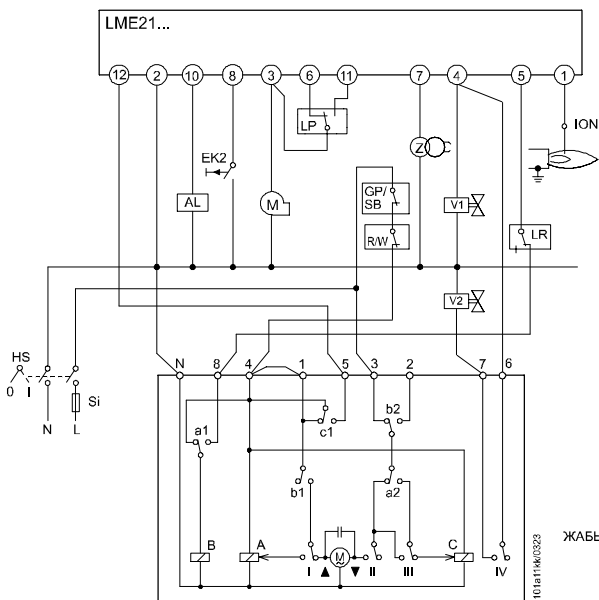 LME21...
12 2 10 8 3 6 11 7 4 5 1
LP
ION
EK2
Z
GP/
SB
AL
M
V1
R/W
LR
V2
HS
0 I
Si
N L
N 8 4 1 5 3 2 7 6
a1
c1
b2
b1
a2
B A I M II III C IV
ЖАБЫ
101a11kk/0323